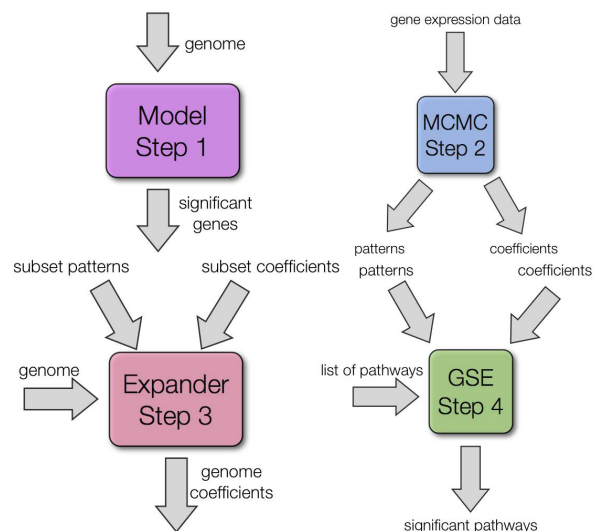 genome
Model
Step 1
significant
genes
subset patterns
subset coefficients
genome
Expander
Step 3
genome
coefficients
gene expression data
MCMC
Step 2
patterns
coefficients
patterns
coefficients
list of pathways
GSE
Step 4
significant pathways